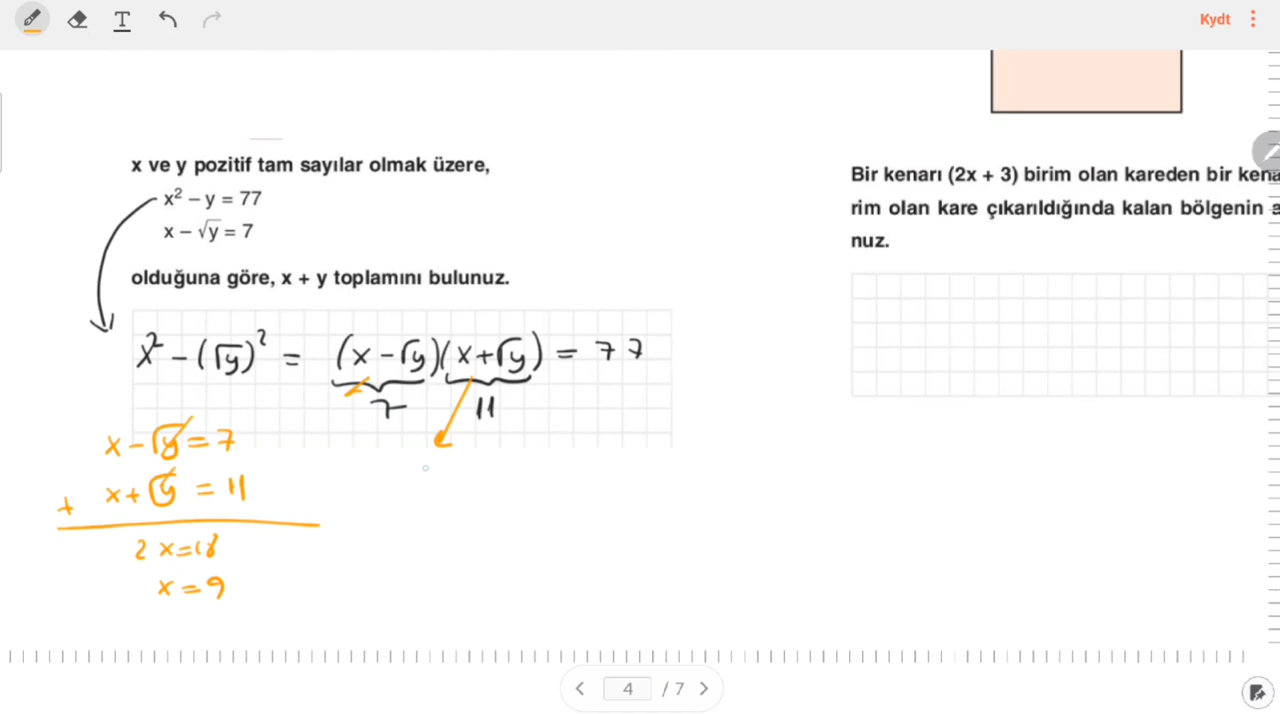 Kydt
x ve y pozitif tam sayılar olmak üzere,
x² – y = 77
x – √y = 7
olduğuna göre, x + y toplamını bulunuz.
x² – (√y)² = (x – √y)(x + √y) = 77
7 11
x – √y = 7
+ x + √y = 11
2x = 18
x = 9
Bir kenarı (2x + 3) birim olan kareden bir
rim olan kare çıkarıldığında kalan bölgenin
nuz.
4 / 7